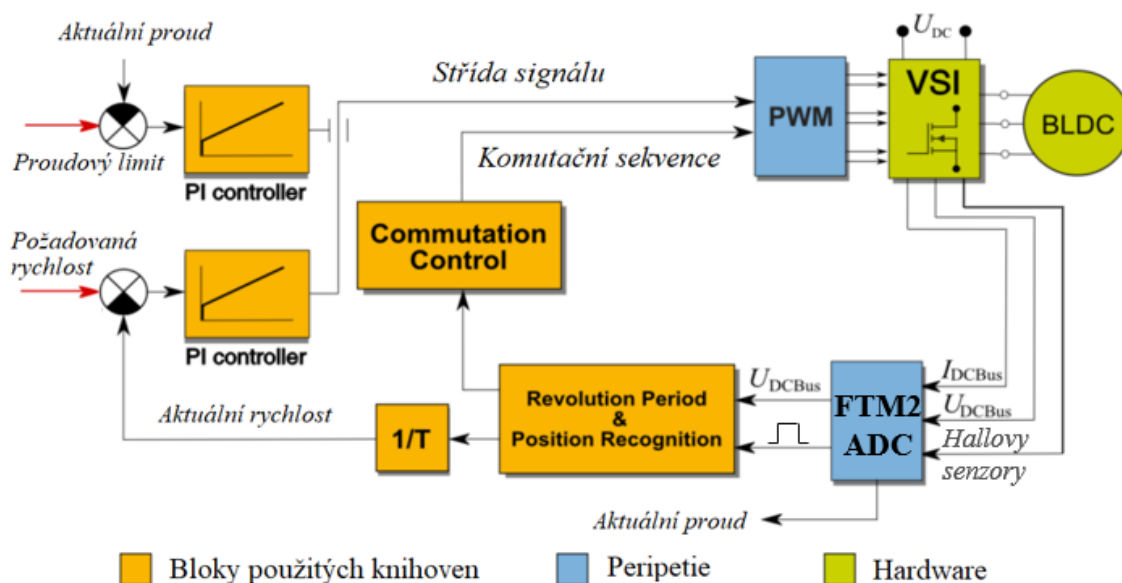 Aktuální proud
Proudový limit
PI controller
Střída signálu
Komutační sekvence
PWM
U_DC
VSI
BLDC
Požadovaná
rychlost
PI controller
Commutation
Control
Aktuální rychlost
1/T
Revolution Period
&
Position Recognition
U_DCBus
FTM2
ADC
I_DCBus
U_DCBus
Hallovy
senzory
Aktuální proud
Bloky použitých knihoven
Peripetie
Hardware